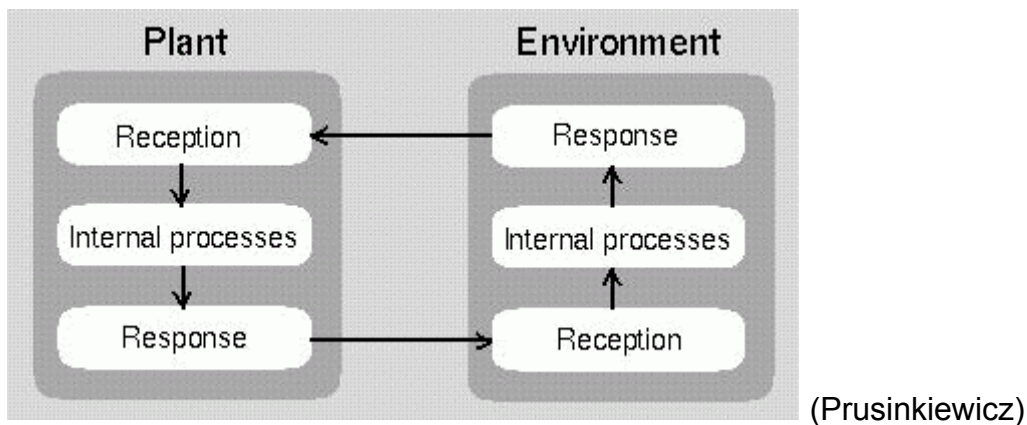 Plant
Environment
Reception
Response
Internal processes
Internal processes
Response
Reception
(Prusinkiewicz)